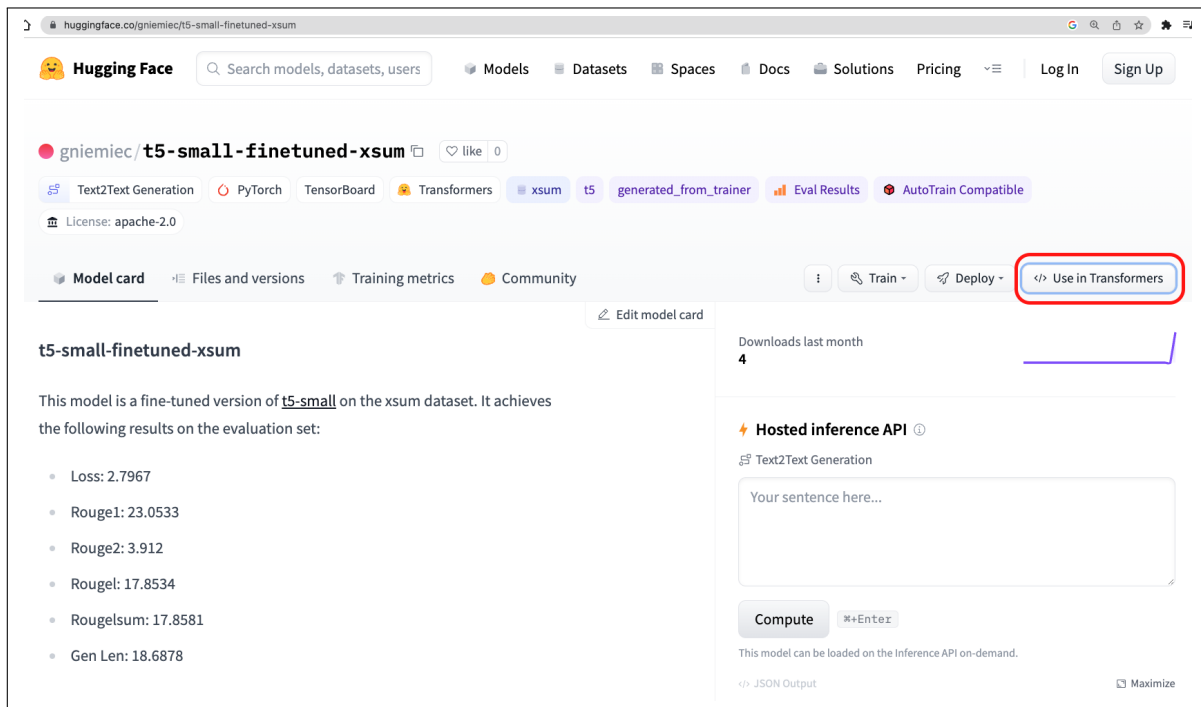 huggingface.co/gniemiec/t5-small-finetuned-xsum
Hugging Face Search models, datasets, users Models Datasets Spaces Docs Solutions Pricing Log In Sign Up
gniemiec/t5-small-finetuned-xsum like 0
Text2Text Generation PyTorch TensorBoard Transformers xsum t5 generated_from_trainer Eval Results AutoTrain Compatible
License: apache-2.0
Model card Files and versions Training metrics Community Train Deploy </> Use in Transformers
Edit model card
t5-small-finetuned-xsum
This model is a fine-tuned version of t5-small on the xsum dataset. It achieves
the following results on the evaluation set:
Loss: 2.7967
Rouge1: 23.0533
Rouge2: 3.912
Rougel: 17.8534
Rougelsum: 17.8581
Gen Len: 18.6878
Downloads last month
4
Hosted inference API
Text2Text Generation
Your sentence here...
Compute ⌘+Enter
This model can be loaded on the Inference API on-demand.
</> JSON Output Maximize